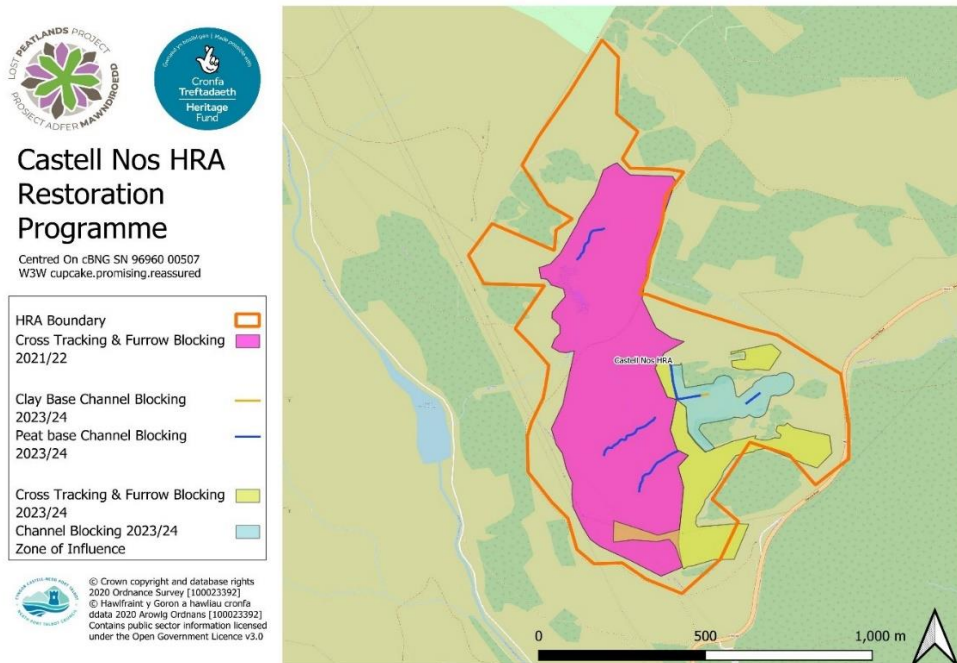 LOST PEATLANDS PROJECT
PROSIECT ADFER MAWNDIROEDD
Cronfa
Treftadaeth
Heritage
Fund
Castell Nos HRA
Restoration
Programme
Centred On cBNG SN 96960 00507
W3W cupcake.promising.reassured
HRA Boundary
Cross Tracking & Furrow Blocking
2021/22
Clay Base Channel Blocking
2023/24
Peat base Channel Blocking
2023/24
Cross Tracking & Furrow Blocking
2023/24
Channel Blocking 2023/24
Zone of Influence
© Crown copyright and database rights
2020 Ordnance Survey [100023392]
© Hawlfraint y Goron a hawliau cronfa
ddata 2020 Arowlg Ordnans [100023392]
Contains public sector information licensed
under the Open Government Licence v3.0
Castell Nos HRA
0
500
1,000 m